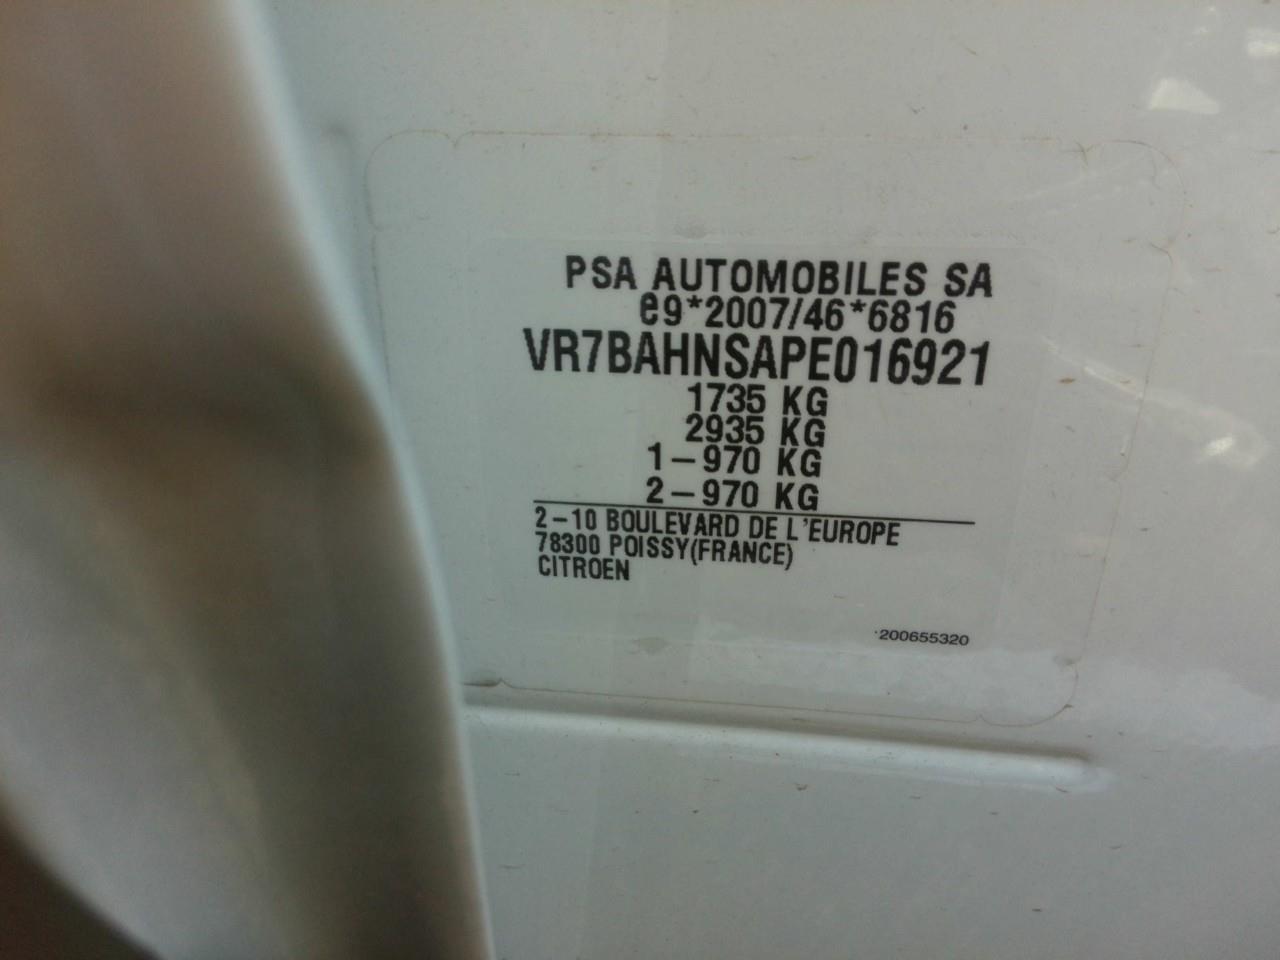 PSA AUTOMOBILES SA
e9*2007/46*6816
VR7BAHNSAPE016921
1735 KG
2935 KG
1-970 KG
2-970 KG
2-10 BOULEVARD DE L'EUROPE
78300 POISSY(FRANCE)
CITROEN
200655320